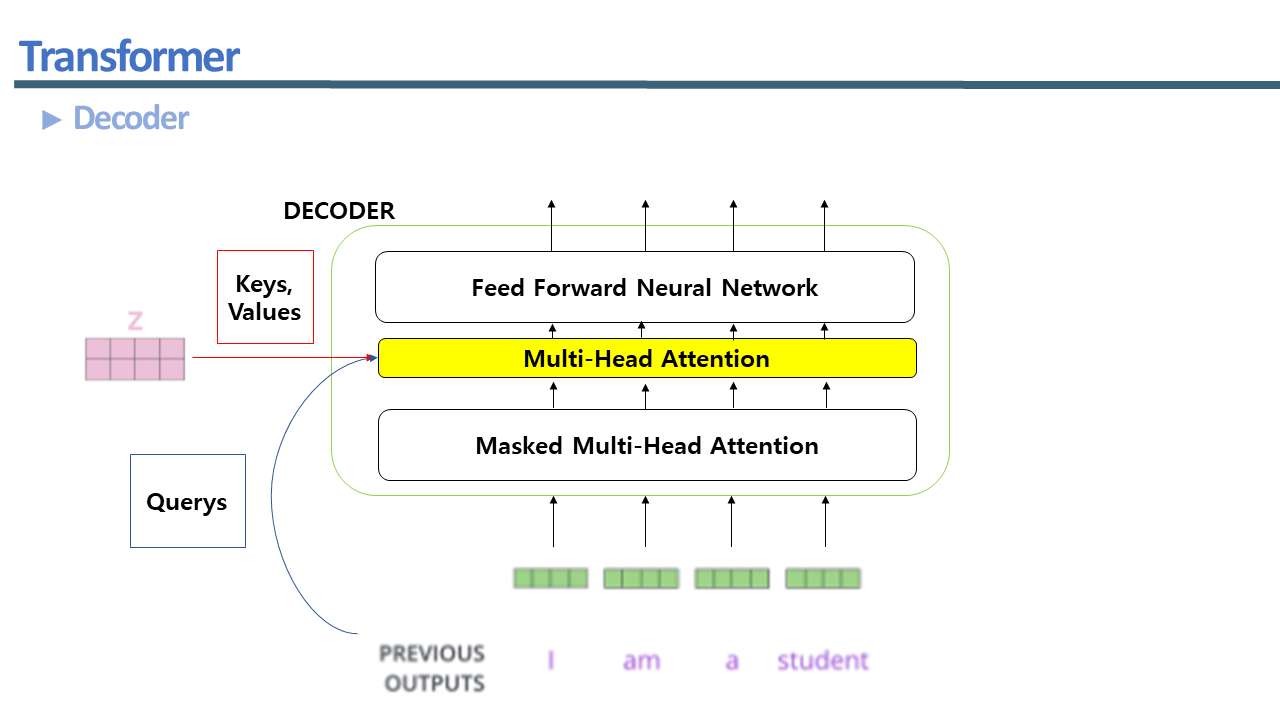 Transformer
► Decoder
DECODER
Keys,
Values
Feed Forward Neural Network
Z
Multi-Head Attention
Masked Multi-Head Attention
Querys
PREVIOUS
OUTPUTS
I am a student